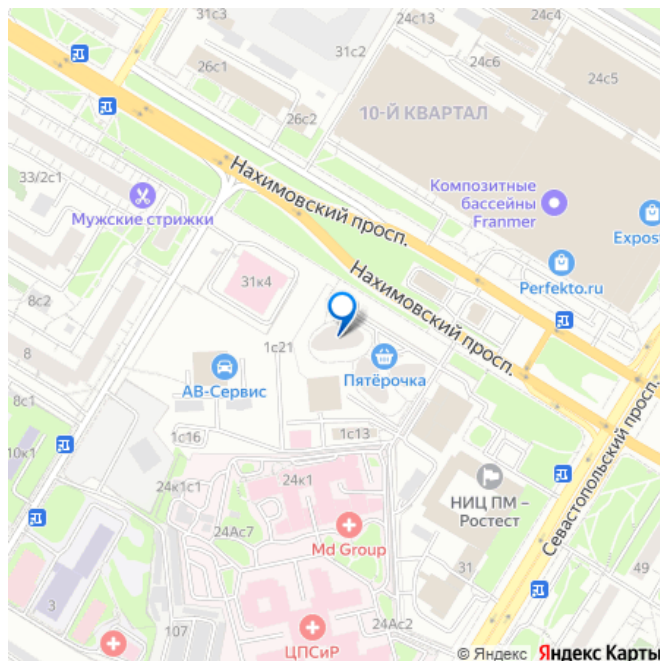 31с3
24с13
24с4
31с2
26с1
24с6
24с5
26с2
10-Й КВАРТАЛ
Нахимовский просп.
33/2с1
Композитные
бассейны
Franmer
Мужские стрижки
Expost
31к4
Нахимовский просп.
Perfekto.ru
8с2
1с21
8
АВ-Сервис
Пятёрочка
8с1
1с16
1с13
10к1
24к1с1
24к1
НИЦ ПМ –
Ростест
Севастопольский просп.
24Ас7
Md Group
31
49
3
107
24Ас2
ЦПСиР
© Яндекс Яндекс Карты